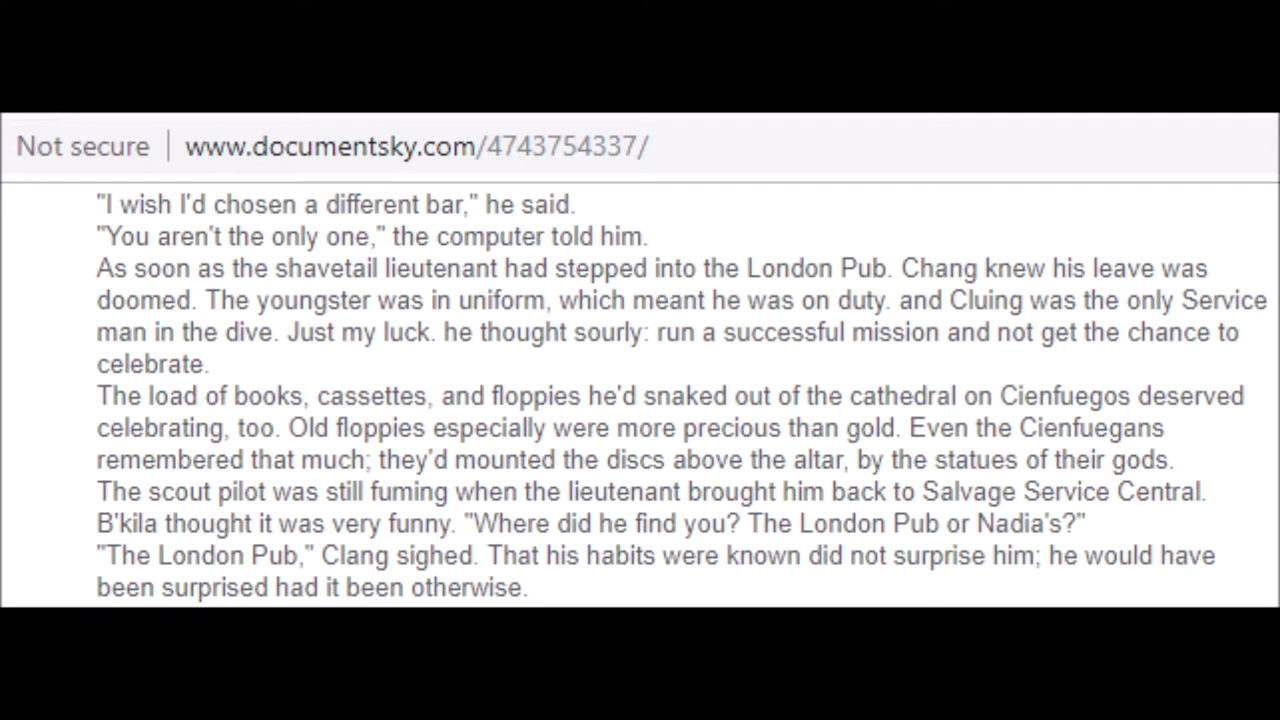 Not secure | www.documentsky.com/4743754337/
"I wish I'd chosen a different bar," he said.
"You aren't the only one," the computer told him.
As soon as the shavetail lieutenant had stepped into the London Pub. Chang knew his leave was
doomed. The youngster was in uniform, which meant he was on duty. and Cluing was the only Service
man in the dive. Just my luck. he thought sourly: run a successful mission and not get the chance to
celebrate.
The load of books, cassettes, and floppies he'd snaked out of the cathedral on Cienfuegos deserved
celebrating, too. Old floppies especially were more precious than gold. Even the Cienfuegans
remembered that much; they'd mounted the discs above the altar, by the statues of their gods.
The scout pilot was still fuming when the lieutenant brought him back to Salvage Service Central.
B'kila thought it was very funny. "Where did he find you? The London Pub or Nadia's?"
"The London Pub," Clang sighed. That his habits were known did not surprise him; he would have
been surprised had it been otherwise.